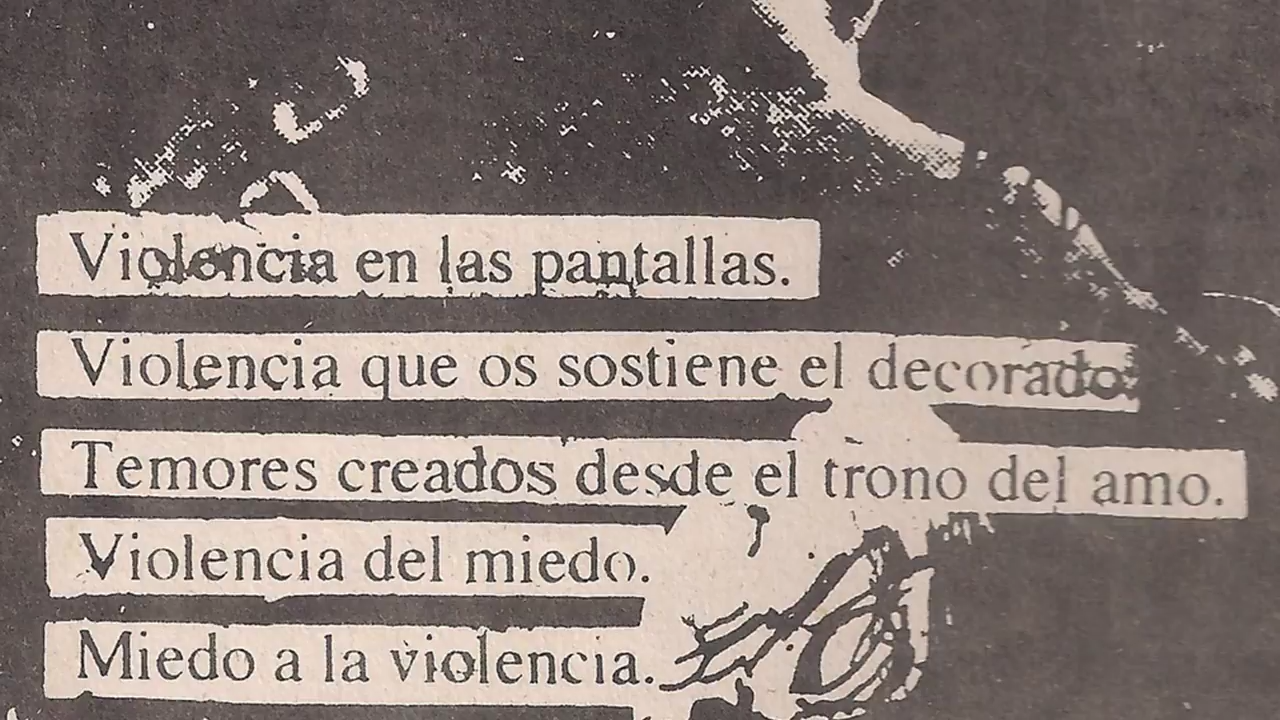 Violencia en las pantallas.
Violencia que os sostiene el decorado.
Temores creados desde el trono del amo.
Violencia del miedo.
Miedo a la violencia.